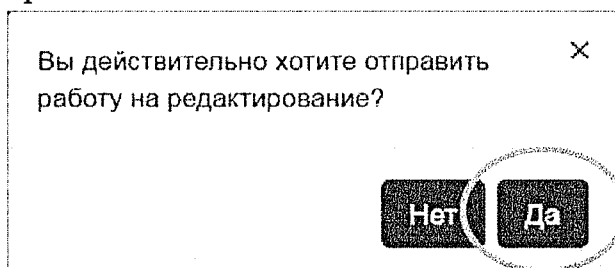 Вы действительно хотите отправить
работу на редактирование?
×
Нет
Да